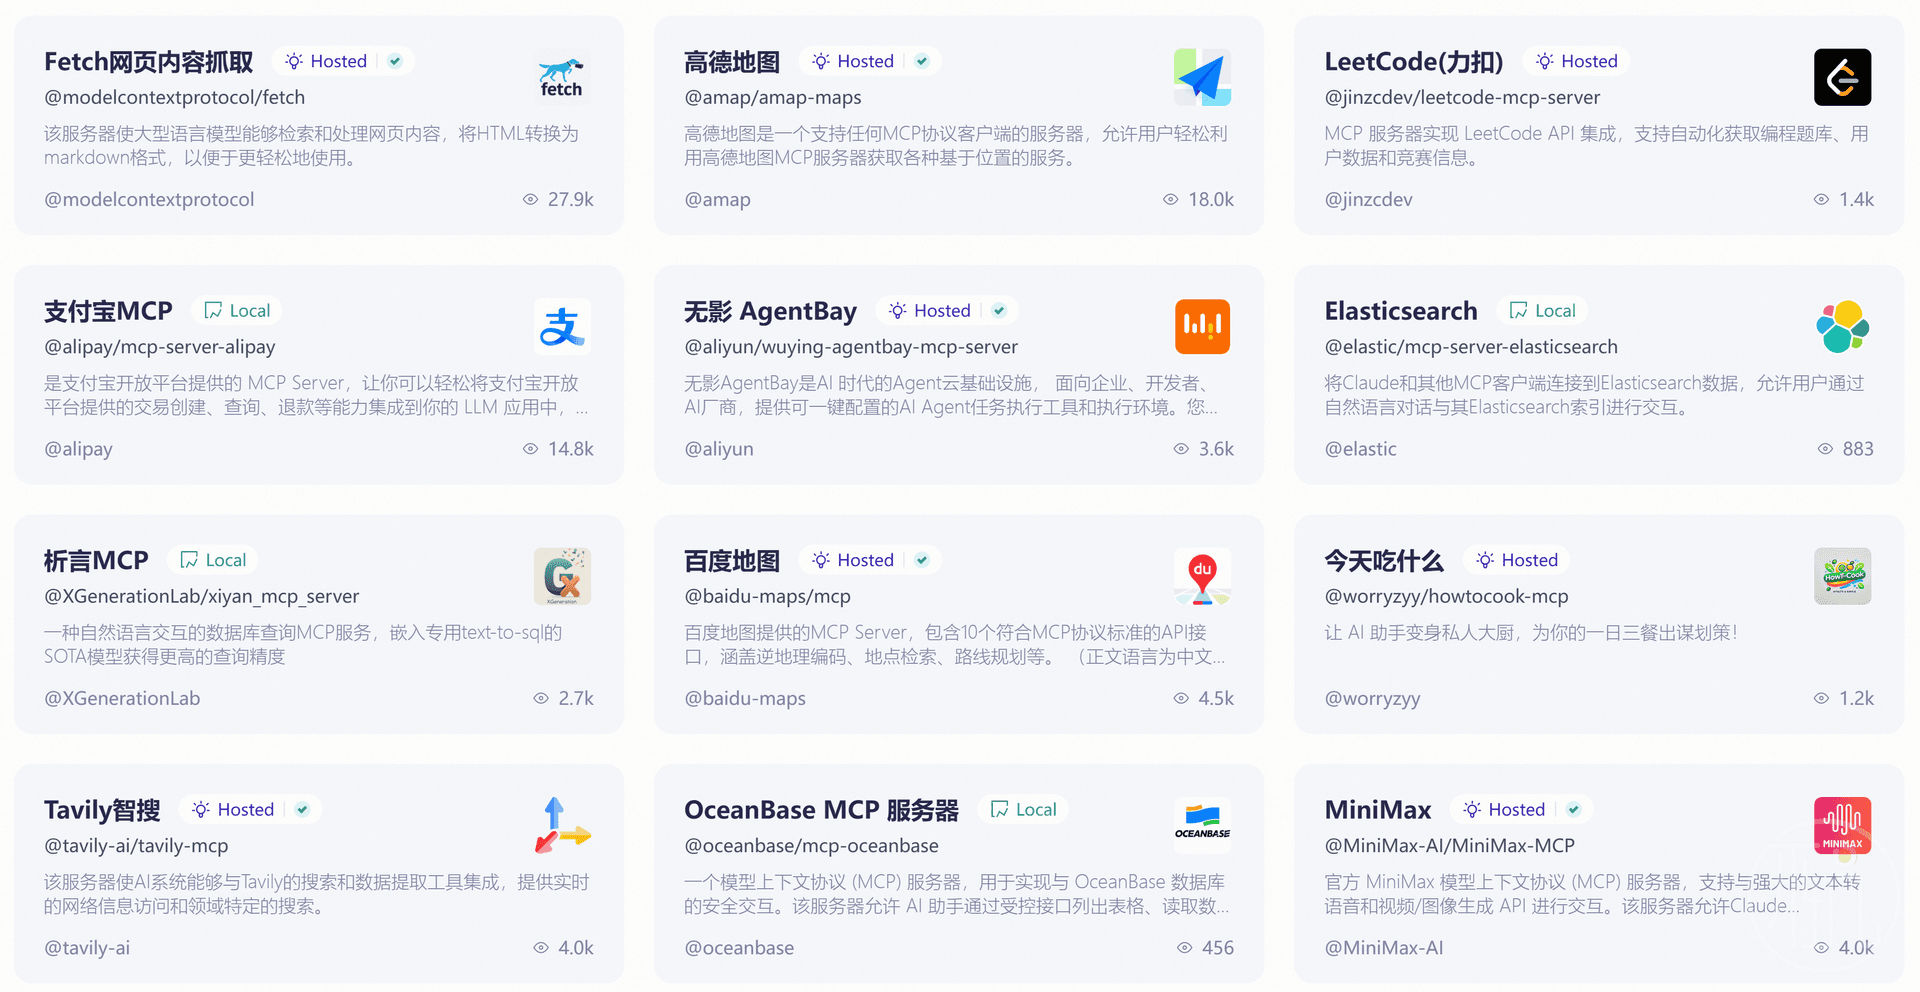 Fetch网页内容抓取 Hosted
fetch
@modelcontextprotocol/fetch
该服务器使大型语言模型能够检索和处理网页内容，将HTML转换为
markdown格式，以便于更轻松地使用。
@modelcontextprotocol 27.9k
高德地图 Hosted
@amap/amap-maps
高德地图是一个支持任何MCP协议客户端的服务器，允许用户轻松利
用高德地图MCP服务器获取各种基于位置的服务。
@amap 18.0k
LeetCode(力扣) Hosted
@jinzcdev/leetcode-mcp-server
MCP 服务器实现 LeetCode API 集成，支持自动化获取编程题库、用
户数据和竞赛信息。
@jinzcdev 1.4k
支付宝MCP Local
支
@alipay/mcp-server-alipay
是支付宝开放平台提供的 MCP Server，让你可以轻松将支付宝开放
平台提供的交易创建、查询、退款等能力集成到你的 LLM 应用中，...
@alipay 14.8k
无影 AgentBay Hosted
@aliyun/wuying-agentbay-mcp-server
无影AgentBay是AI 时代的Agent云基础设施， 面向企业、开发者、
AI厂商，提供可一键配置的AI Agent任务执行工具和执行环境。您...
@aliyun 3.6k
Elasticsearch Local
@elastic/mcp-server-elasticsearch
将Claude和其他MCP客户端连接到Elasticsearch数据，允许用户通过
自然语言对话与其Elasticsearch索引进行交互。
@elastic 883
析言MCP Local
Gx
XGeneration
@XGenerationLab/xiyan_mcp_server
一种自然语言交互的数据库查询MCP服务，嵌入专用text-to-sql的
SOTA模型获得更高的查询精度
@XGenerationLab 2.7k
百度地图 Hosted
du
@baidu-maps/mcp
百度地图提供的MCP Server，包含10个符合MCP协议标准的API接
口，涵盖逆地理编码、地点检索、路线规划等。 （正文语言为中文...
@baidu-maps 4.5k
今天吃什么 Hosted
HowT-Cook
@worryzyy/howtocook-mcp
让 AI 助手变身私人大厨，为你的一日三餐出谋划策！
@worryzyy 1.2k
Tavily智搜 Hosted
@tavily-ai/tavily-mcp
该服务器使AI系统能够与Tavily的搜索和数据提取工具集成，提供实时
的网络信息访问和领域特定的搜索。
@tavily-ai 4.0k
OceanBase MCP 服务器 Local
OCEANBASE
@oceanbase/mcp-oceanbase
一个模型上下文协议 (MCP) 服务器，用于实现与 OceanBase 数据库
的安全交互。该服务器允许 AI 助手通过受控接口列出表格、读取数...
@oceanbase 456
MiniMax Hosted
MINIMAX
@MiniMax-AI/MiniMax-MCP
官方 MiniMax 模型上下文协议 (MCP) 服务器，支持与强大的文本转
语音和视频/图像生成 API 进行交互。该服务器允许Claude...
@MiniMax-AI 4.0k